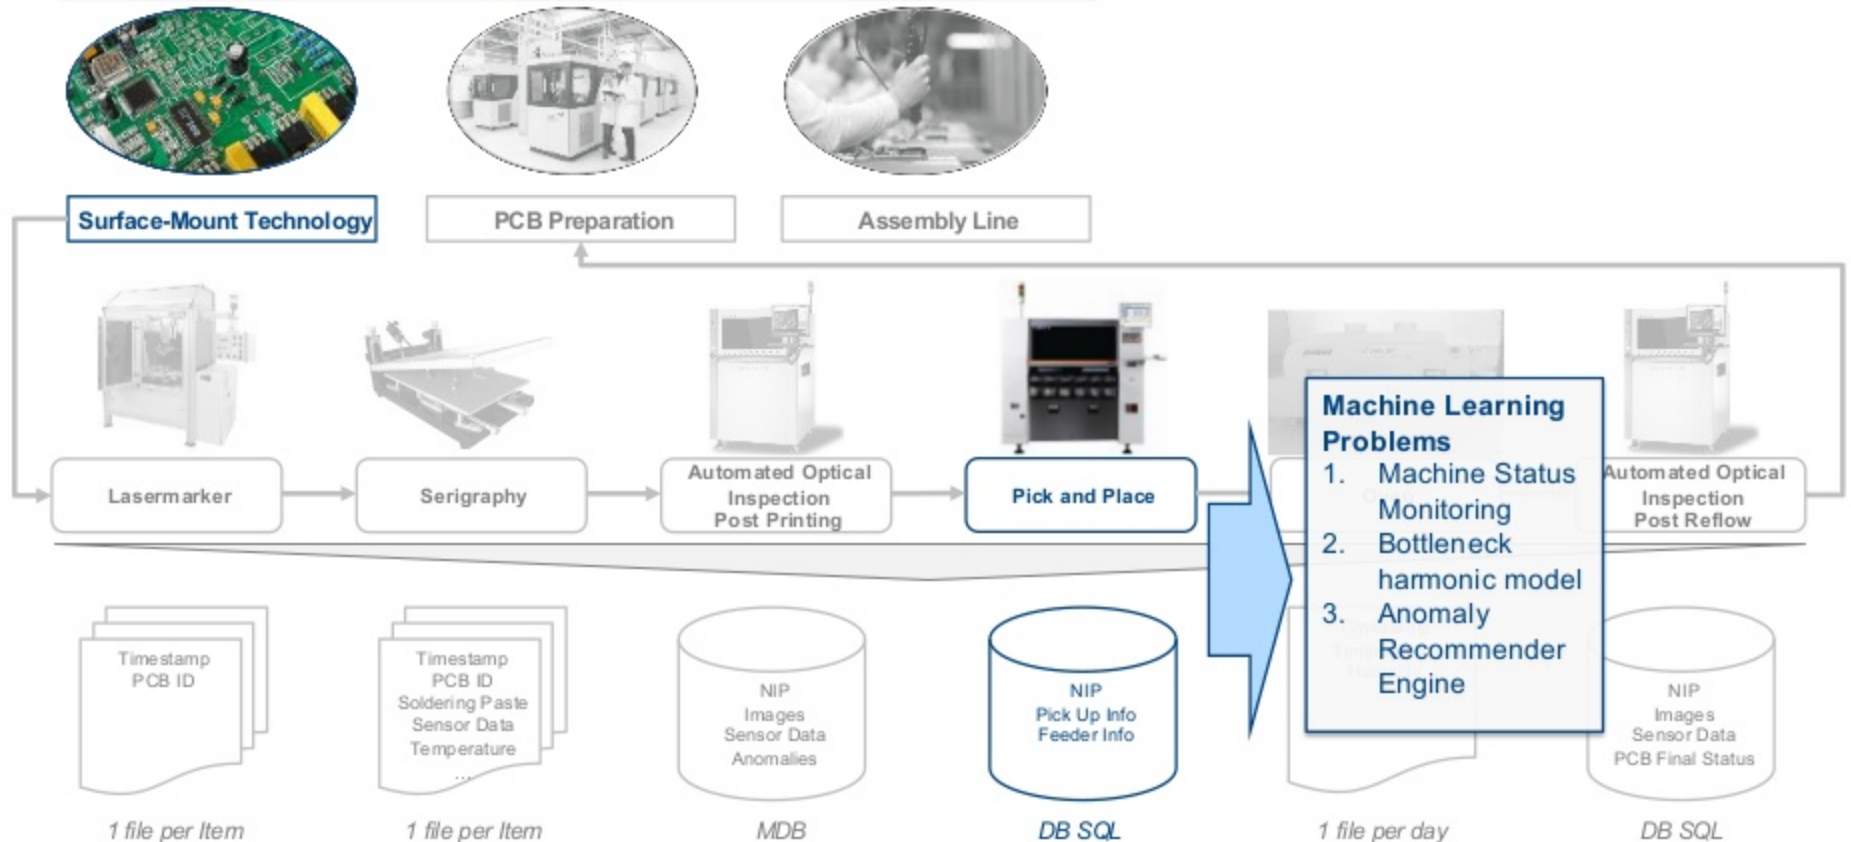 Surface-Mount Technology
PCB Preparation
Assembly Line
Lasermarker
Serigraphy
Automated Optical
Inspection
Post Printing
Pick and Place
Automated Optical
Inspection
Post Reflow
Machine Learning
Problems
1. Machine Status
Monitoring
2. Bottleneck
harmonic model
3. Anomaly
Recommender
Engine
Timestamp
PCB ID
Timestamp
PCB ID
Soldering Paste
Sensor Data
Temperature
...
NIP
Images
Sensor Data
Anomalies
NIP
Pick Up Info
Feeder Info
NIP
Images
Sensor Data
PCB Final Status
1 file per Item
1 file per Item
MDB
DB SQL
1 file per day
DB SQL